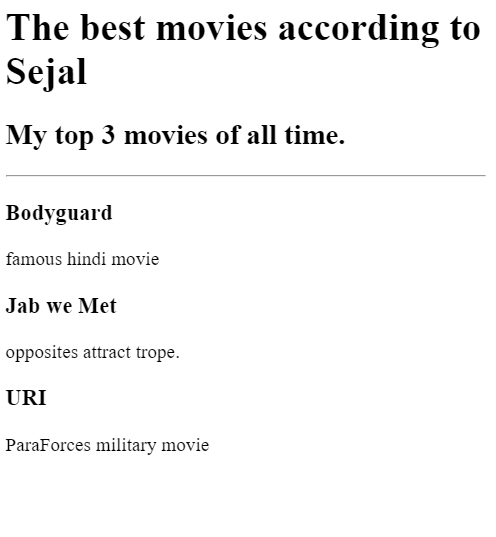 The best movies according to
Sejal
My top 3 movies of all time.
Bodyguard
famous hindi movie
Jab we Met
opposites attract trope.
URI
ParaForces military movie